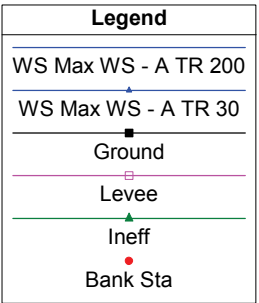 Legend
WS Max WS - A TR 200
WS Max WS - A TR 30
Ground
Levee
Ineff
Bank Sta